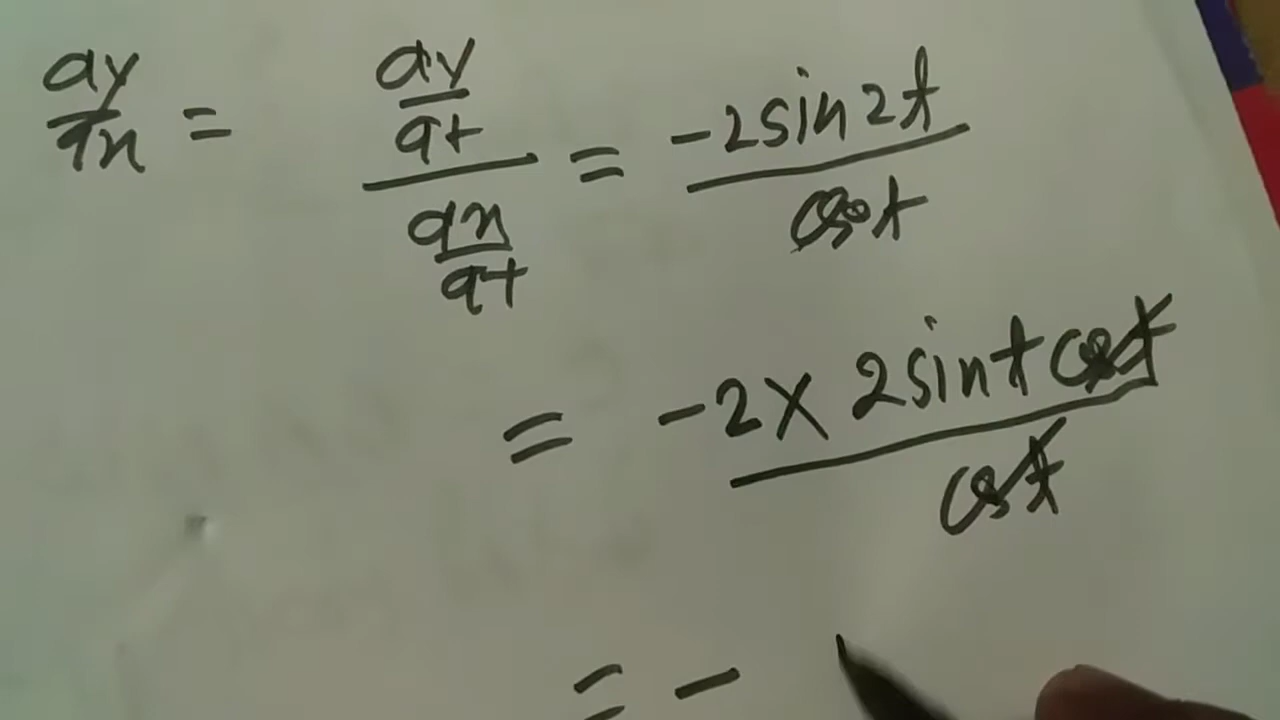 dy/dx = (dy/dt)/(dx/dt) = (-2sin2t)/(cost)
= (-2×2sint cost)/(cost)
= -